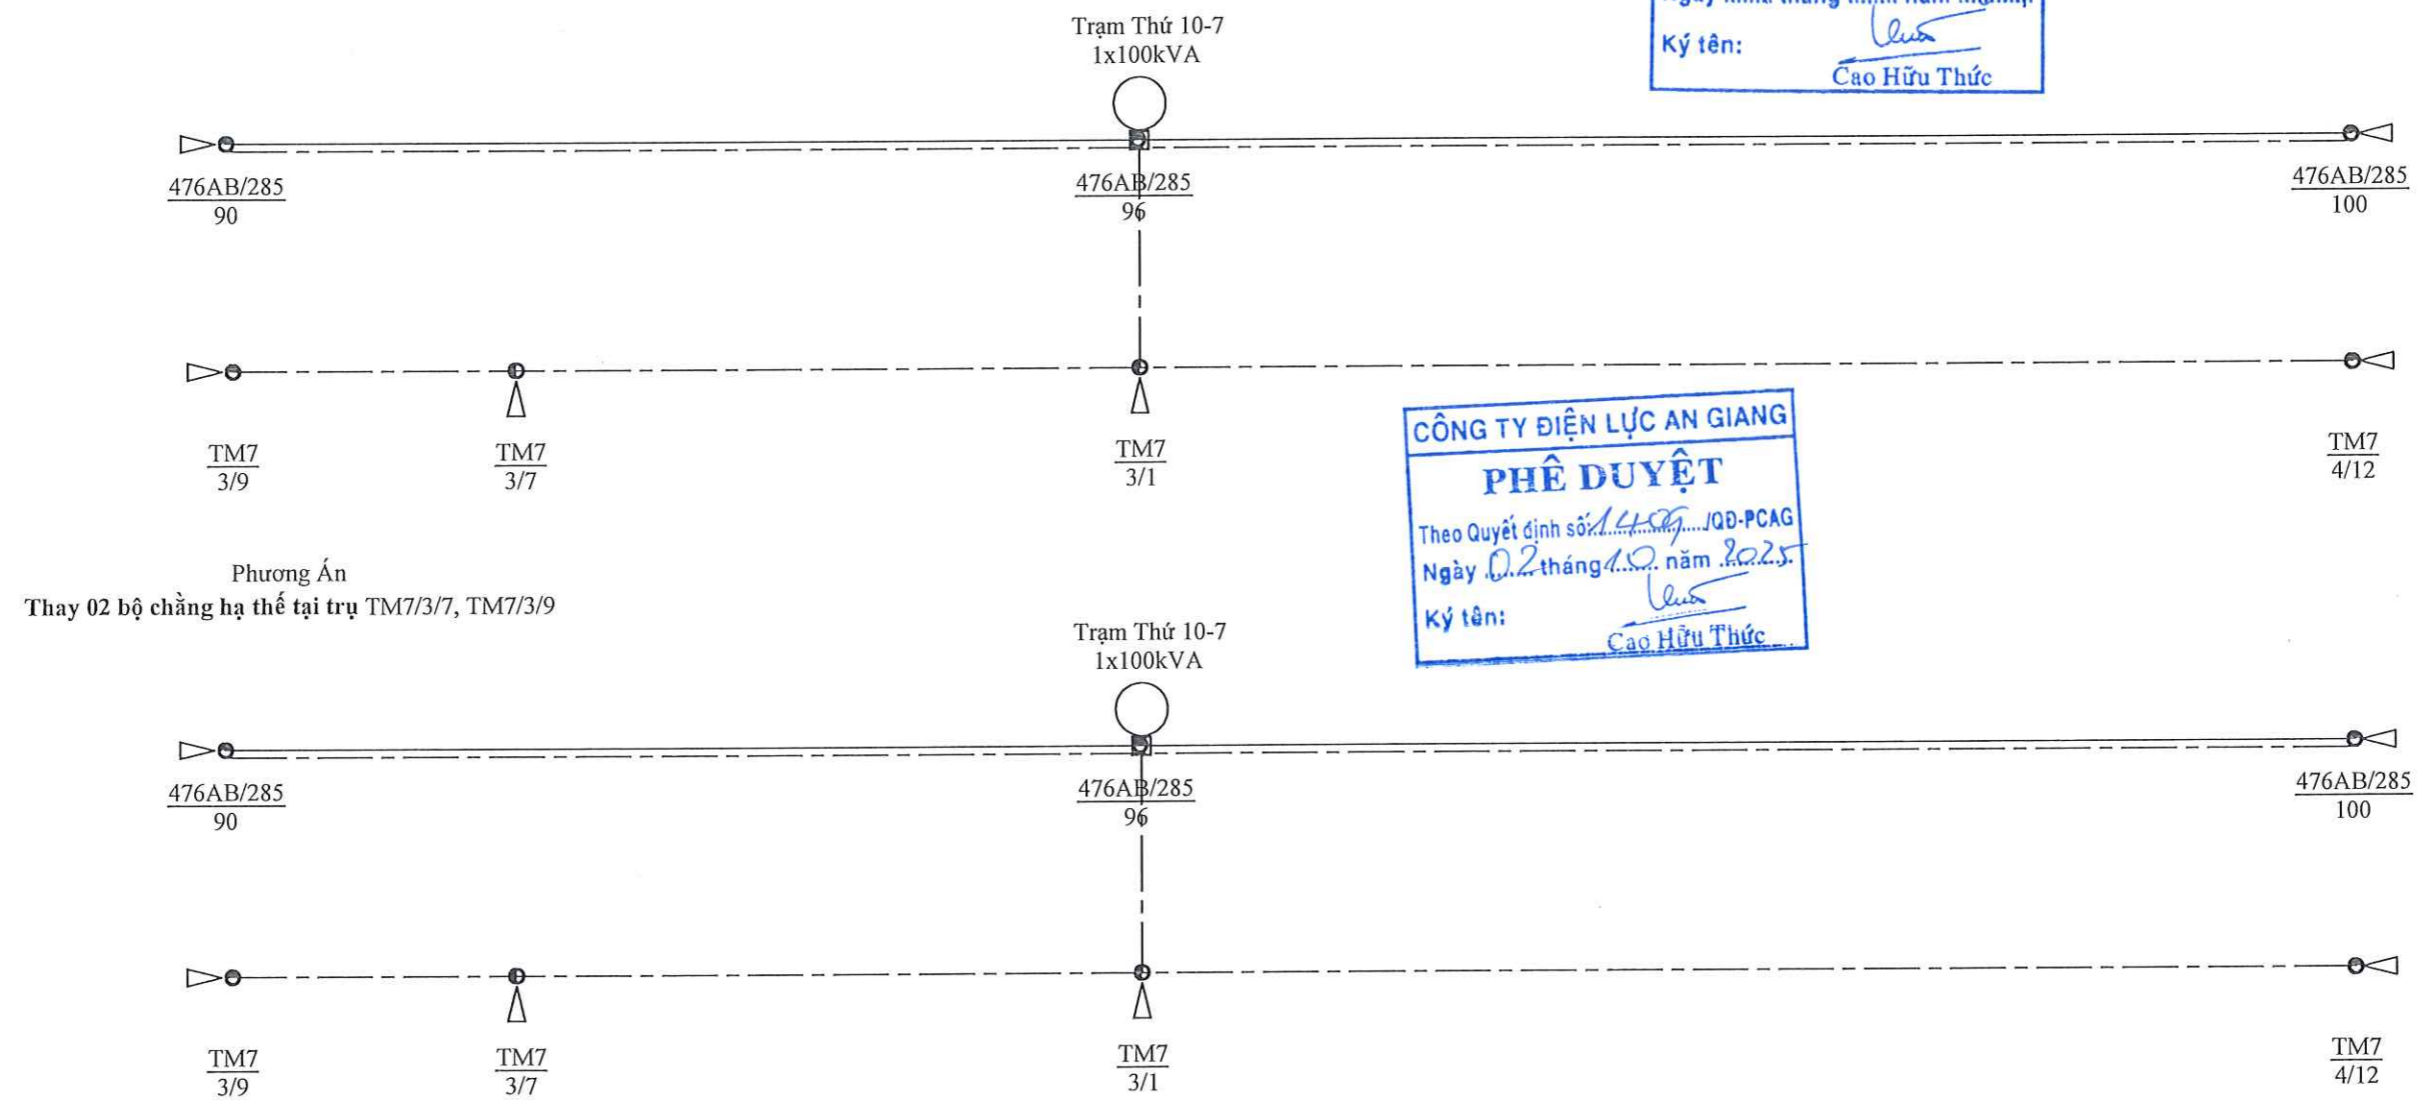 Trạm Thứ 10-7
1x100kVA
Ký tên:
Cao Hữu Thức
476AB/285
90
476AB/285
96
476AB/285
100
TM7
3/9
TM7
3/7
TM7
3/1
TM7
4/12
CÔNG TY ĐIỆN LỰC AN GIANG
PHÊ DUYỆT
Theo Quyết định số: 1409 /QĐ-PCAG
Ngày 02 tháng 10 năm 2025
Ký tên:
Cao Hữu Thức
Phương Án
Thay 02 bộ chằng hạ thế tại trụ TM7/3/7, TM7/3/9
Trạm Thứ 10-7
1x100kVA
476AB/285
90
476AB/285
96
476AB/285
100
TM7
3/9
TM7
3/7
TM7
3/1
TM7
4/12